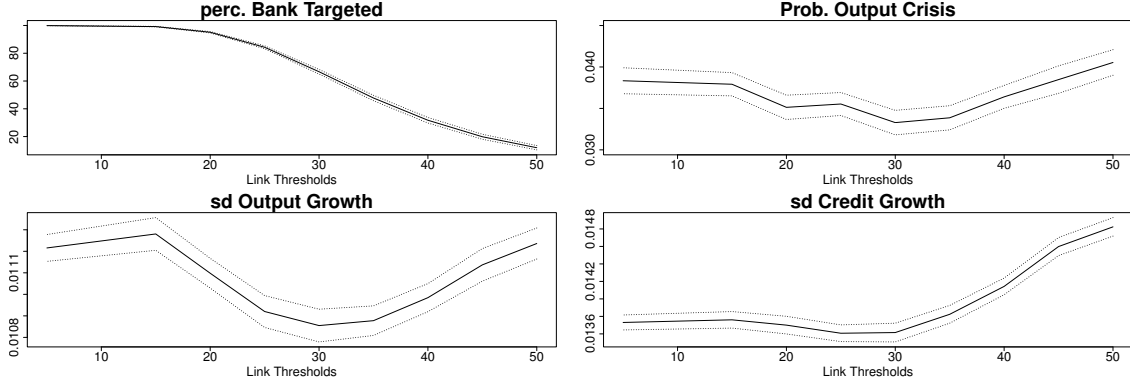 perc. Bank Targeted
80
60
40
20
10 20 30 40 50
Link Thresholds
Prob. Output Crisis
0.040
0.030
10 20 30 40 50
Link Thresholds
sd Output Growth
0.0111
0.0108
10 20 30 40 50
Link Thresholds
sd Credit Growth
0.0148
0.0142
0.0136
10 20 30 40 50
Link Thresholds